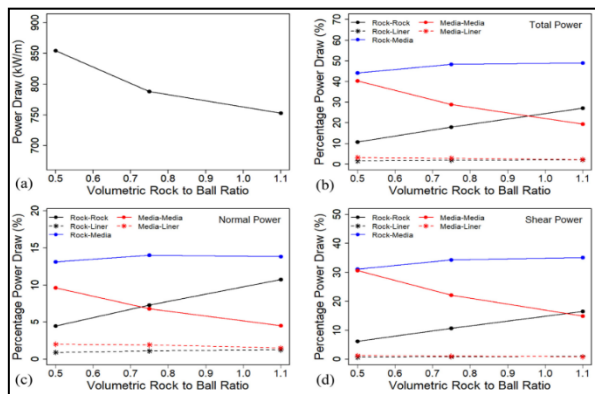 900
850
800
750
700
Power Draw (kW/m)
0.5 0.6 0.7 0.8 0.9 1.0 1.1
Volumetric Rock to Ball Ratio
(a)
Total Power
Rock-Rock Media-Media
Rock-Liner Media-Liner
Rock-Media
70
60
50
40
30
20
10
0
Percentage Power Draw (%)
0.5 0.6 0.7 0.8 0.9 1.0 1.1
Volumetric Rock to Ball Ratio
(b)
Normal Power
Rock-Rock Media-Media
Rock-Liner Media-Liner
Rock-Media
20
15
10
5
0
Percentage Power Draw (%)
0.5 0.6 0.7 0.8 0.9 1.0 1.1
Volumetric Rock to Ball Ratio
(c)
Shear Power
Rock-Rock Media-Media
Rock-Liner Media-Liner
Rock-Media
50
40
30
20
10
0
Percentage Power Draw (%)
0.5 0.6 0.7 0.8 0.9 1.0 1.1
Volumetric Rock to Ball Ratio
(d)